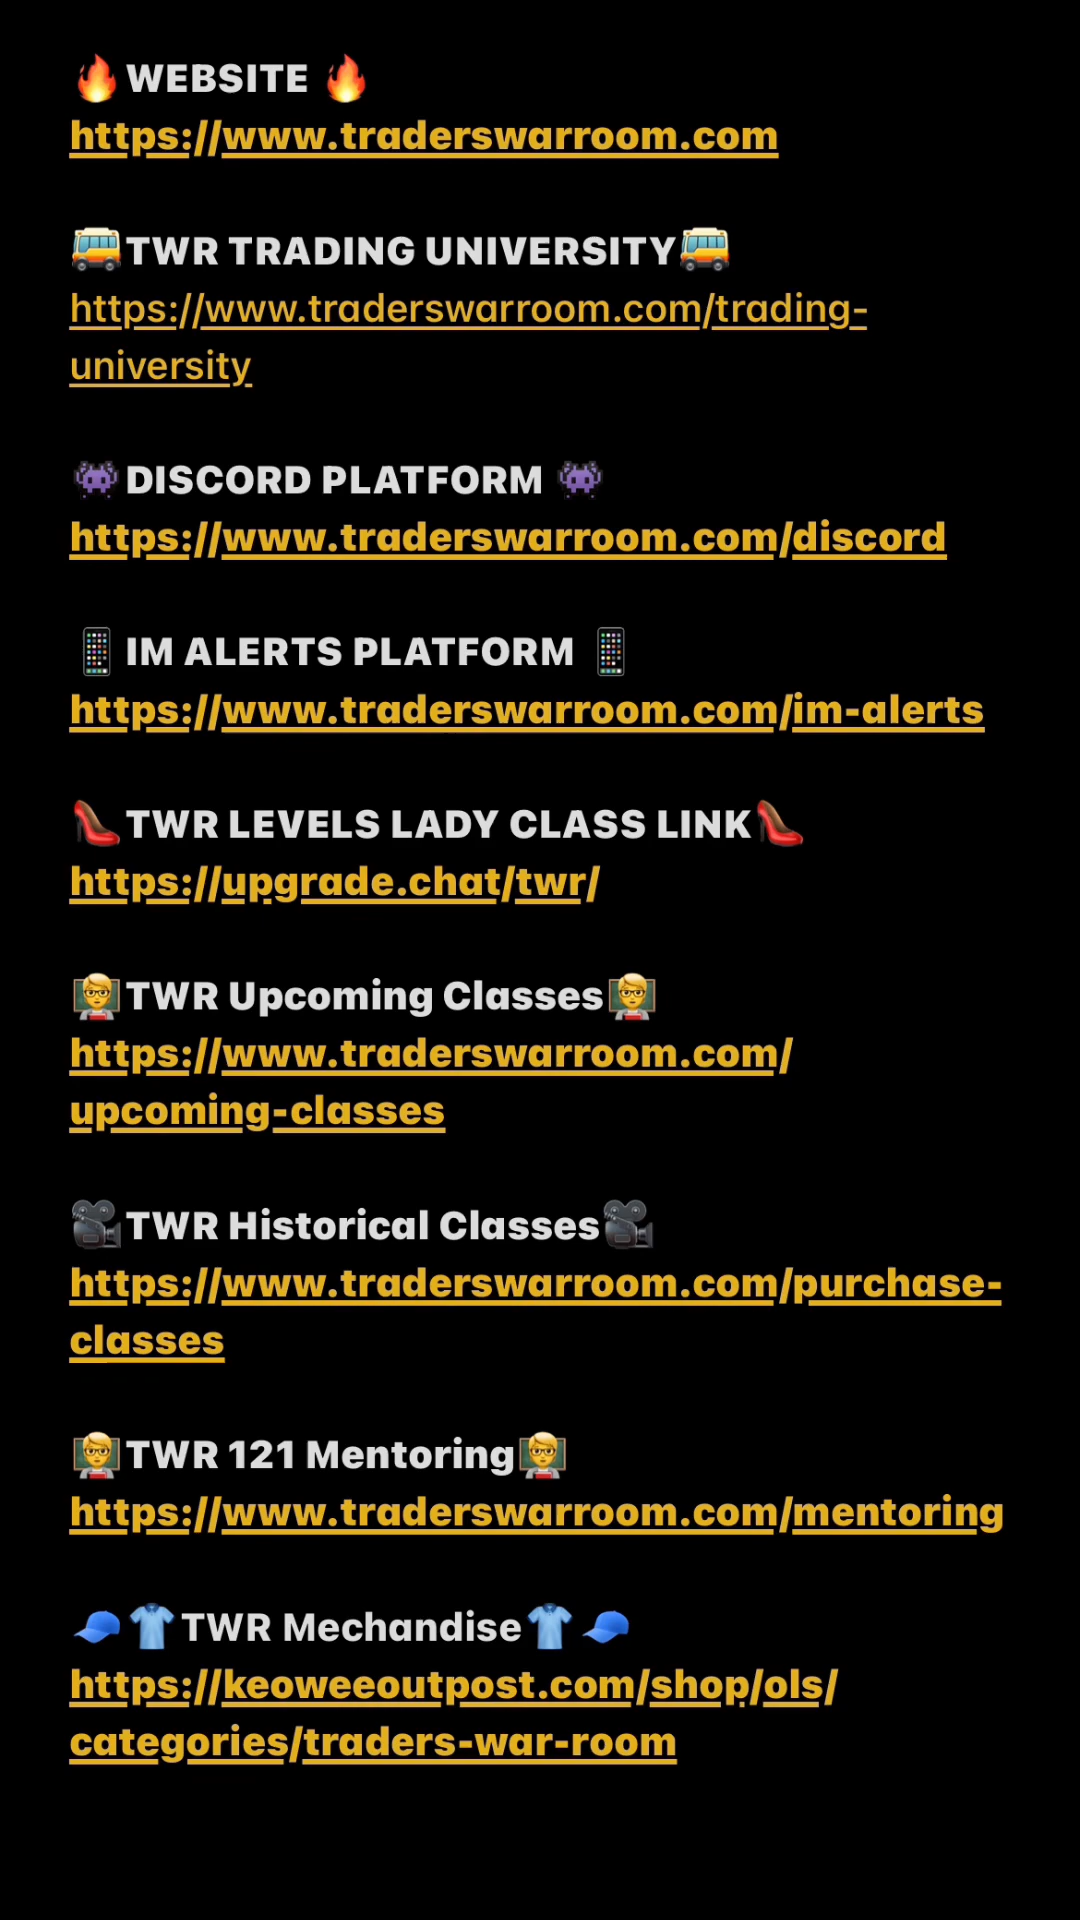 🔥WEBSITE 🔥
https://www.traderswarroom.com
🚌TWR TRADING UNIVERSITY🚌
https://www.traderswarroom.com/trading-
university
👾DISCORD PLATFORM 👾
https://www.traderswarroom.com/discord
📱IM ALERTS PLATFORM 📱
https://www.traderswarroom.com/im-alerts
👠TWR LEVELS LADY CLASS LINK👠
https://upgrade.chat/twr/
🧑‍🏫TWR Upcoming Classes🧑‍🏫
https://www.traderswarroom.com/
upcoming-classes
🎥TWR Historical Classes🎥
https://www.traderswarroom.com/purchase-
classes
🧑‍🏫TWR 121 Mentoring🧑‍🏫
https://www.traderswarroom.com/mentoring
🧢👕TWR Mechandise👕🧢
https://keoweeoutpost.com/shop/ols/
categories/traders-war-room